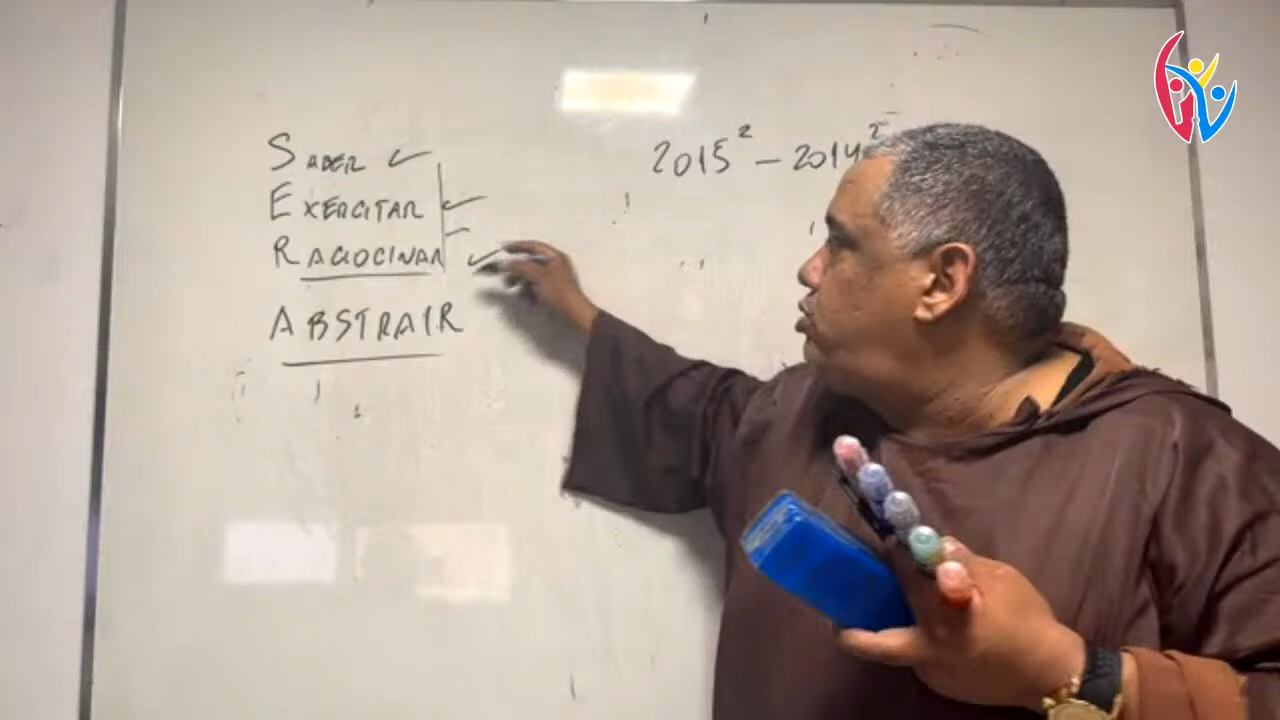 SABER
EXERCITAR
RACIOCINAR
ABSTRAIR
2015² - 2014²